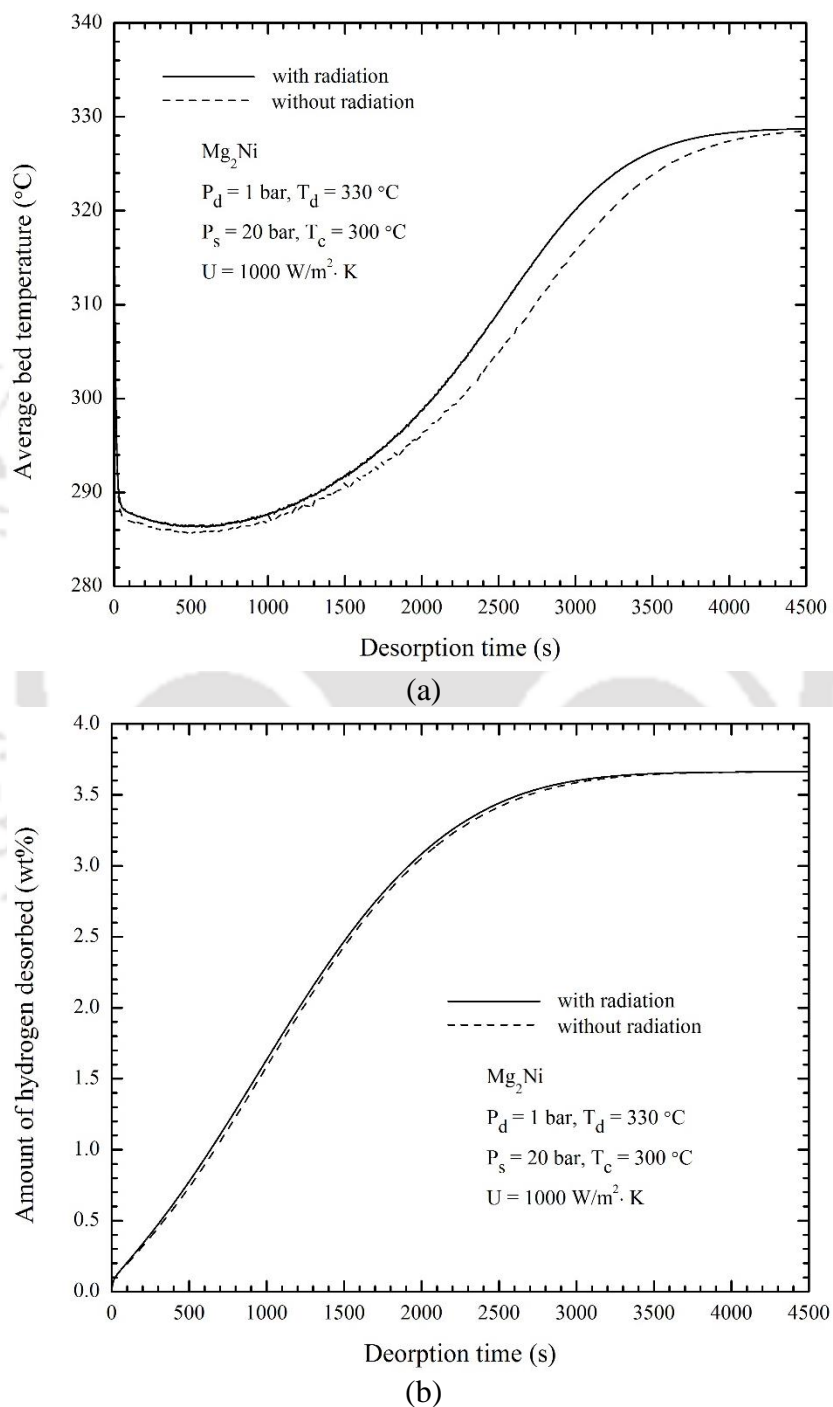 340
330
320
310
300
290
280
Average bed temperature (°C)
with radiation
without radiation
Mg2Ni
Pd = 1 bar, Td = 330 °C
Ps = 20 bar, Tc = 300 °C
U = 1000 W/m2· K
0 500 1000 1500 2000 2500 3000 3500 4000 4500
Desorption time (s)
(a)
4.0
3.5
3.0
2.5
2.0
1.5
1.0
0.5
0.0
Amount of hydrogen desorbed (wt%)
with radiation
without radiation
Mg2Ni
Pd = 1 bar, Td = 330 °C
Ps = 20 bar, Tc = 300 °C
U = 1000 W/m2· K
0 500 1000 1500 2000 2500 3000 3500 4000 4500
Deorption time (s)
(b)